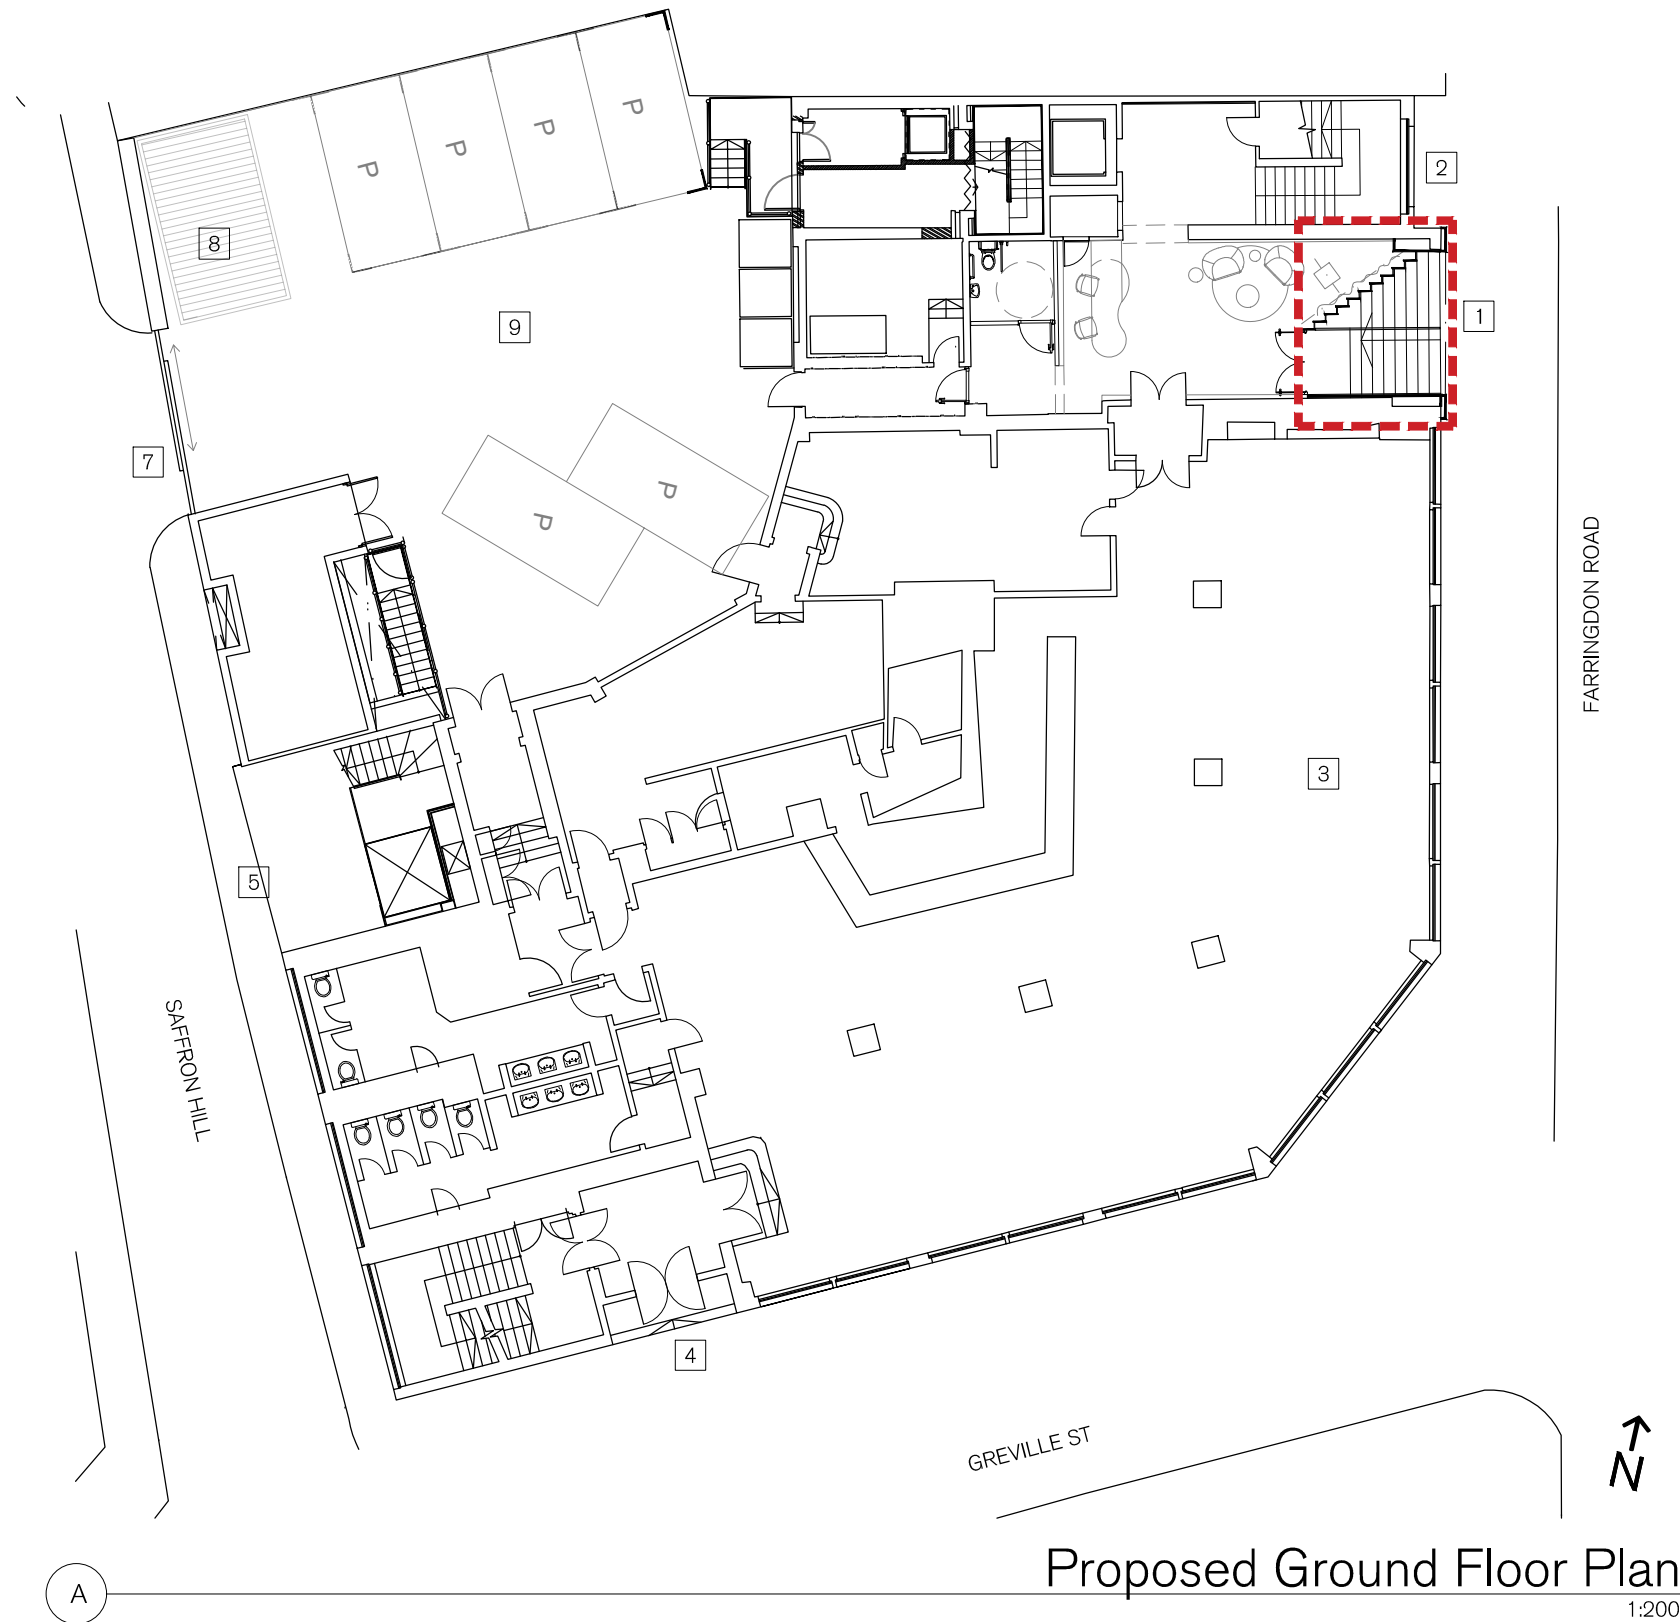 P
P
P
P
2
8
1
9
7
P
P
FARRINGDON ROAD
3
5
SAFFRON HILL
4
GREVILLE ST
N
Proposed Ground Floor Plan
A
1:200